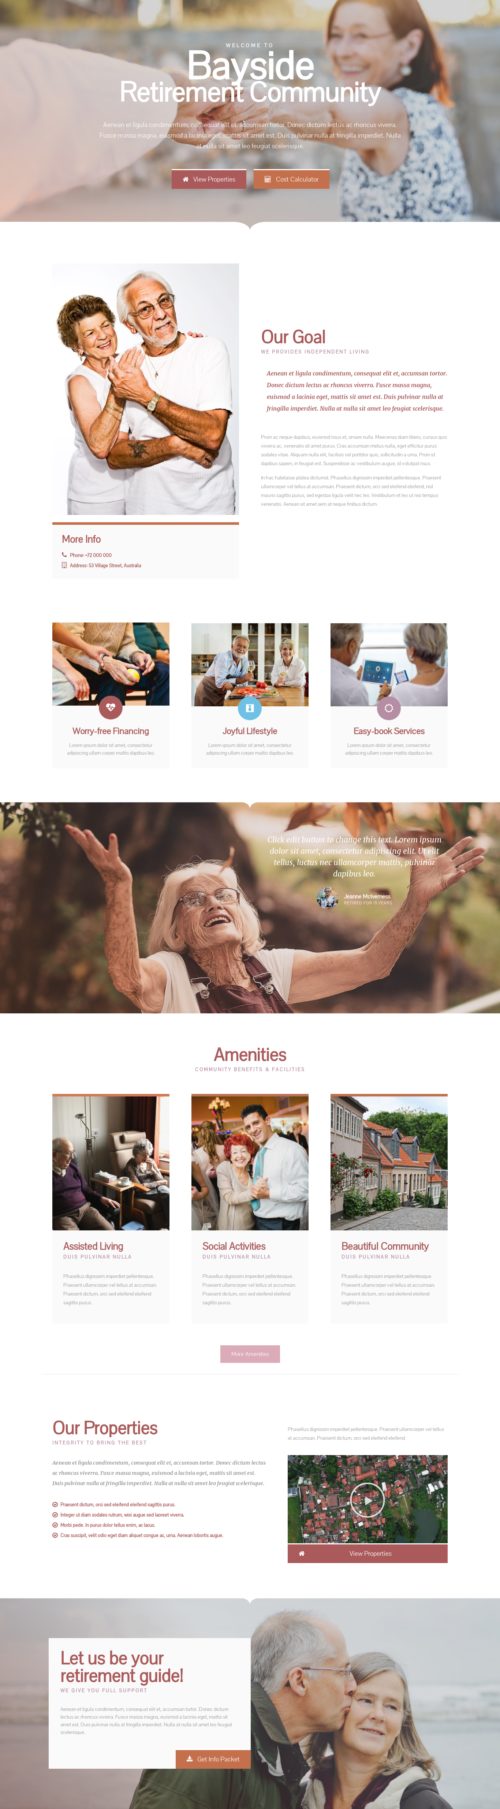 WELCOME TO
Bayside
Retirement Community
Aenean et ligula condimentum, consequat elit et, accumsan tortor. Donec dictum lectus ac rhoncus viverra.
Fusce massa magna, euismod a lacinia eget, mattis sit amet est. Duis pulvinar nulla at fringilla imperdiet. Nulla
at nulla sit amet leo feugiat scelerisque.
View Properties
Cost Calculator
Our Goal
WE PROVIDES INDEPENDENT LIVING
Aenean et ligula condimentum, consequat elit et, accumsan tortor.
Donec dictum lectus ac rhoncus viverra. Fusce massa magna,
euismod a lacinia eget, mattis sit amet est. Duis pulvinar nulla at
fringilla imperdiet. Nulla at nulla sit amet leo feugiat scelerisque.
More Info
Phone: +72 000 000
Address: 53 Village Street, Australia
Worry-free Financing
Lorem ipsum dolor sit amet, consectetur
adipiscing ullam corper mattis dapibus leo.
Joyful Lifestyle
Lorem ipsum dolor sit amet, consectetur
adipiscing ullam corper mattis dapibus leo.
Easy-book Services
Lorem ipsum dolor sit amet, consectetur
adipiscing ullam corper mattis dapibus leo.
Click edit button to change this text. Lorem ipsum
dolor sit amet, consectetur adipiscing elit. Ut elit
tellus, luctus nec ullamcorper mattis, pulvinar
dapibus leo.
Jeanne McInerness
Amenities
COMMUNITY BENEFITS & FACILITIES
Assisted Living
DUIS PULVINAR NULLA
Phasellus dignissim imperdiet pellentesque.
Praesent ullamcorper vel tellus at accumsan.
Praesent dictum, orci sed eleifend eleifend
sagittis purus.
Social Activities
DUIS PULVINAR NULLA
Phasellus dignissim imperdiet pellentesque.
Praesent ullamcorper vel tellus at accumsan.
Praesent dictum, orci sed eleifend eleifend
sagittis purus.
Beautiful Community
DUIS PULVINAR NULLA
Phasellus dignissim imperdiet pellentesque.
Praesent ullamcorper vel tellus at accumsan.
Praesent dictum, orci sed eleifend eleifend
sagittis purus.
More Amenities
Our Properties
INTEGRITY TO BRING THE BEST
Aenean et ligula condimentum, consequat elit et, accumsan tortor. Donec dictum lectus
ac rhoncus viverra. Fusce massa magna, euismod a lacinia eget, mattis sit amet est.
Duis pulvinar nulla at fringilla imperdiet. Nulla at nulla sit amet leo feugiat scelerisque.
Praesent dictum, orci sed eleifend eleifend sagittis purus.
Integer ut diam sodales rutrum, wisi augue sed laoreet viverra.
Morbi pede. In purus dolor tellus enim, ac lacus.
Cras suscipit, velit odio eget diam aliquet congue ac, urna. Aenean lobortis augue.
Phasellus dignissim imperdiet pellentesque. Praesent ullamcorper vel tellus
at accumsan. Praesent dictum, orci sed eleifend eleifend
View Properties
Let us be your
retirement guide!
WE GIVE YOU FULL SUPPORT
Aenean et ligula condimentum, consequat elit et, accumsan tortor. Donec dictum
lectus ac rhoncus viverra. Fusce massa magna, euismod a lacinia eget, mattis sit
amet est. Duis pulvinar nulla at fringilla imperdiet. Nulla at nulla sit amet leo feugiat
scelerisque.
Get Info Packet